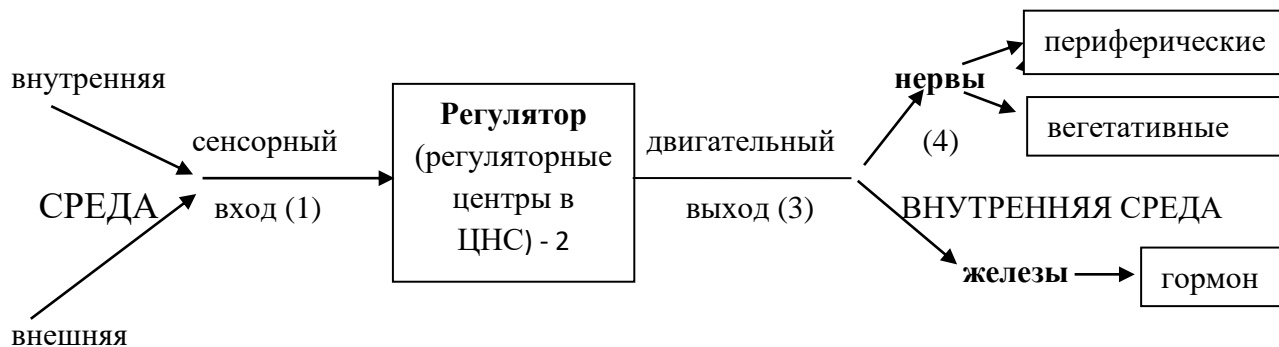 периферические
внутренняя
нервы
Регулятор
сенсорный
(регуляторные
двигательный
(4)
вегетативные
центры в
СРЕДА
вход (1)
выход (3)
ВНУТРЕННЯЯ СРЕДА
ЦНС) - 2
железы
гормон
внешняя